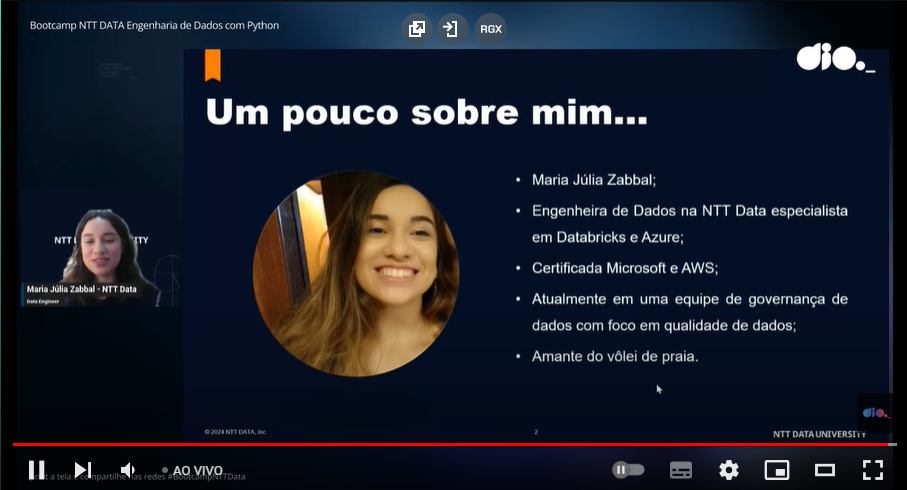 Bootcamp NTT DATA Engenharia de Dados com Python
RGX
dio._
Um pouco sobre mim...
• Maria Júlia Zabbal;
• Engenheira de Dados na NTT Data especialista
em Databricks e Azure;
• Certificada Microsoft e AWS;
• Atualmente em uma equipe de governança de
dados com foco em qualidade de dados;
• Amante do vôlei de praia.
NTT
ITY
Maria Júlia Zabbal - NTT Data
Data Engineer
dio._
© 2024 NTT DATA, Inc.
2
NTT DATA UNIVERSITY
AO VIVO
a tela e compartilhe nas redes #BootcampNTTData